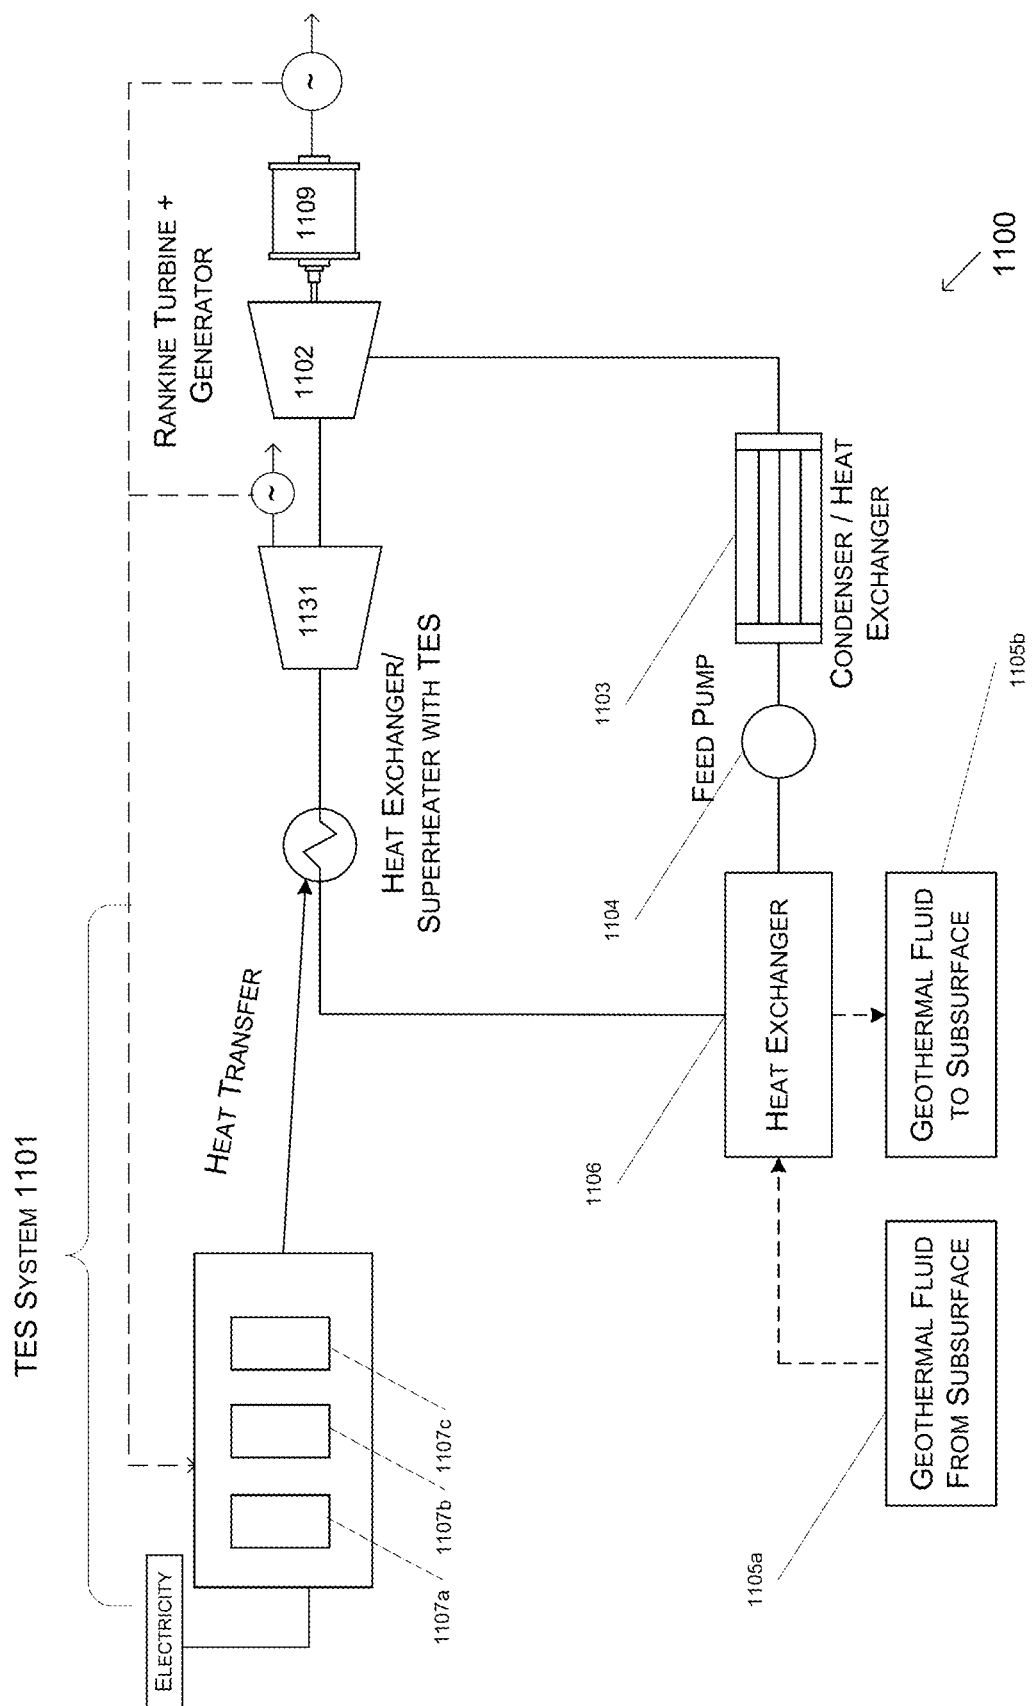 TES SYSTEM 1101
ELECTRICITY
1107a
1107b
1107c
HEAT TRANSFER
HEAT EXCHANGER/
SUPERHEATER WITH TES
1131
~
RANKINE TURBINE +
GENERATOR
1102
1109
~
1105a
GEOTHERMAL FLUID
FROM SUBSURFACE
1106
HEAT EXCHANGER
GEOTHERMAL FLUID
TO SUBSURFACE
1105b
1104
FEED PUMP
1103
CONDENSER / HEAT
EXCHANGER
1100